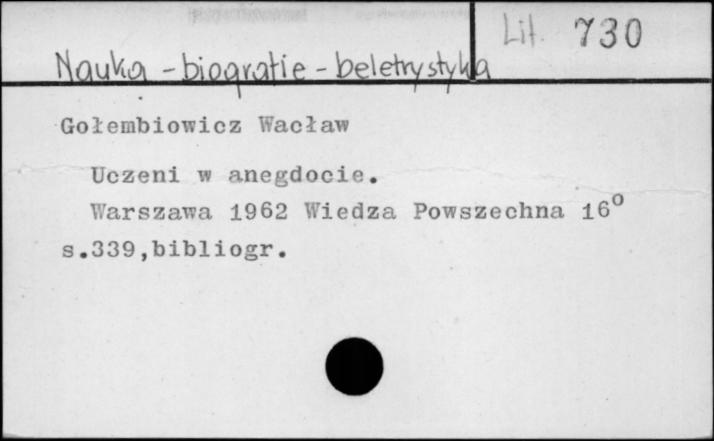 Lit. 730
Nauka - biografie - beletrystyka
Gołembiowicz Wacław
Uczeni w anegdocie.
Warszawa 1962 Wiedza Powszechna 16°
s.339,bibliogr.